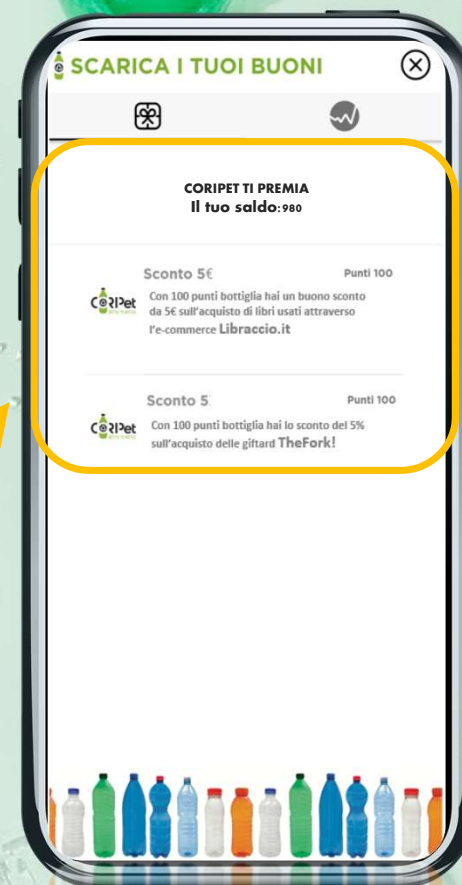 SCARICA I TUOI BUONI
CORIPET TI PREMIA
Il tuo saldo:980
Sconto 5€
Punti 100
CORIPet
Con 100 punti bottiglia hai un buono sconto
da 5€ sull'acquisto di libri usati attraverso
l'e-commerce Libraccio.it
Sconto 5
Punti 100
CORIPet
Con 100 punti bottiglia hai lo sconto del 5%
sull'acquisto delle giftard TheFork!